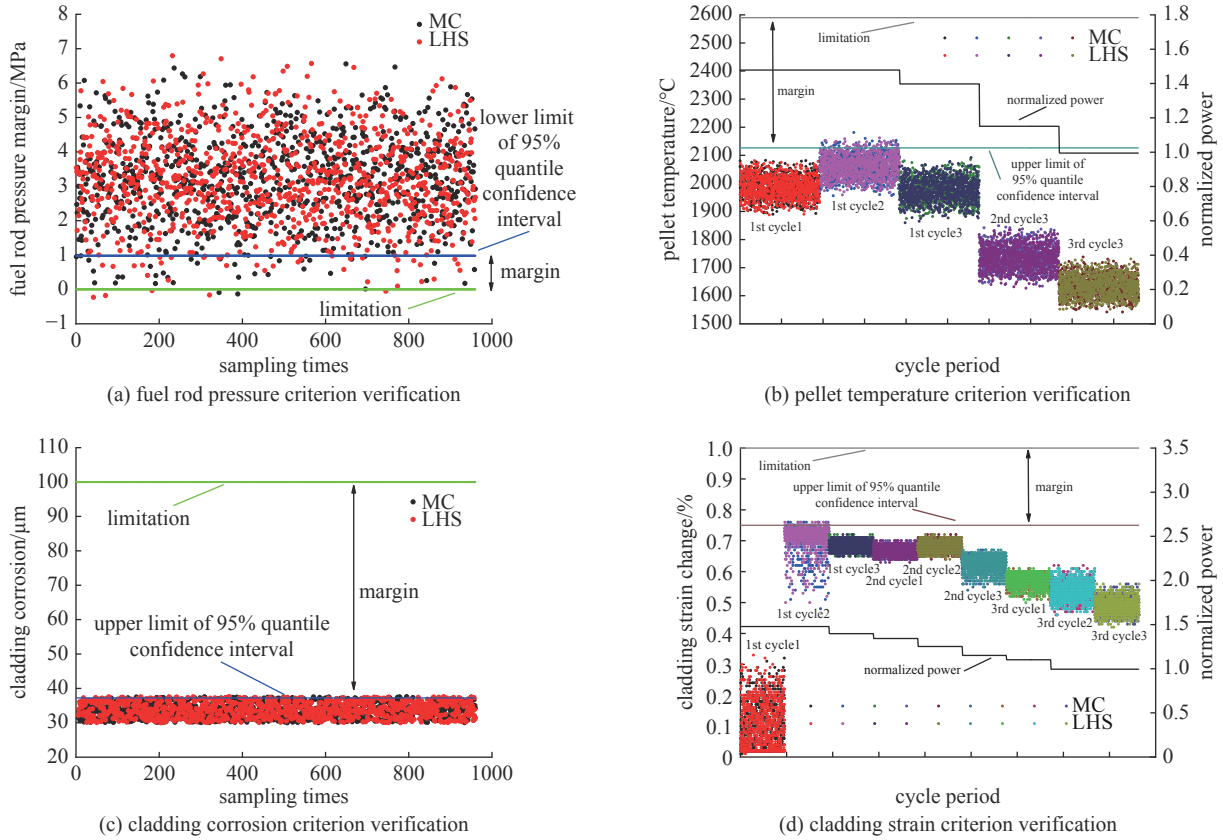 8
7
6
5
4
3
2
1
0
−1
fuel rod pressure margin/MPa
MC
LHS
lower limit
of 95%
quantile
confidence
interval
margin
limitation
0
200
400
600
800
1000
sampling times
(a) fuel rod pressure criterion verification
2600
2500
2400
2300
2200
2100
2000
1900
1800
1700
1600
1500
pellet temperature/°C
limitation
MC
LHS
margin
normalized power
upper limit of
95% quantile
confidence interval
1st cycle1
1st cycle2
1st cycle3
2nd cycle3
3rd cycle3
1.8
1.6
1.4
1.2
1.0
0.8
0.6
0.4
0.2
0
normalized power
cycle period
(b) pellet temperature criterion verification
110
100
90
80
70
60
50
40
30
20
cladding corrosion/μm
limitation
MC
LHS
margin
upper limit of 95% quantile
confidence interval
0
200
400
600
800
1000
sampling times
(c) cladding corrosion criterion verification
1.0
0.9
0.8
0.7
0.6
0.5
0.4
0.3
0.2
0.1
0
cladding strain change/%
limitation
upper limit of 95% quantile
confidence interval
margin
1st cycle1
1st cycle2
1st cycle3
2nd cycle1
2nd cycle2
2nd cycle3
3rd cycle1
3rd cycle2
3rd cycle3
normalized power
MC
LHS
3.5
3.0
2.5
2.0
1.5
1.0
0.5
0
normalized power
cycle period
(d) cladding strain criterion verification